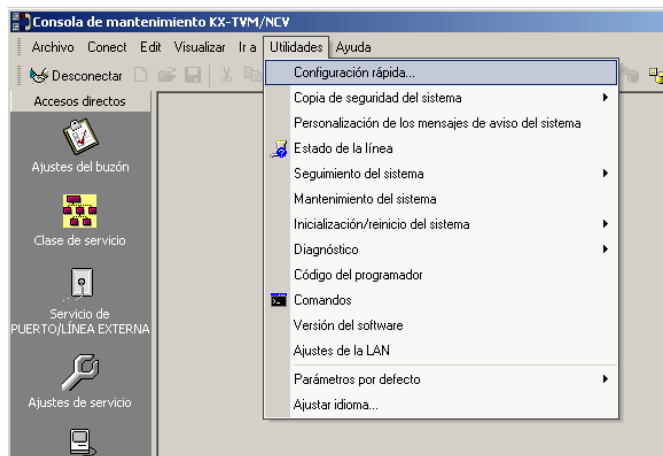 Consola de mantenimiento KX-TVM/NCV
Archivo Conect Edit Visualizar Ir a Utilidades Ayuda
Desconectar
Accesos directos
Ajustes del buzón
Clase de servicio
Servicio de
PUERTO/LÍNEA EXTERNA
Ajustes de servicio
Configuración rápida...
Copia de seguridad del sistema
Personalización de los mensajes de aviso del sistema
Estado de la línea
Seguimiento del sistema
Mantenimiento del sistema
Inicialización/reinicio del sistema
Diagnóstico
Código del programador
Comandos
Versión del software
Ajustes de la LAN
Parámetros por defecto
Ajustar idioma...